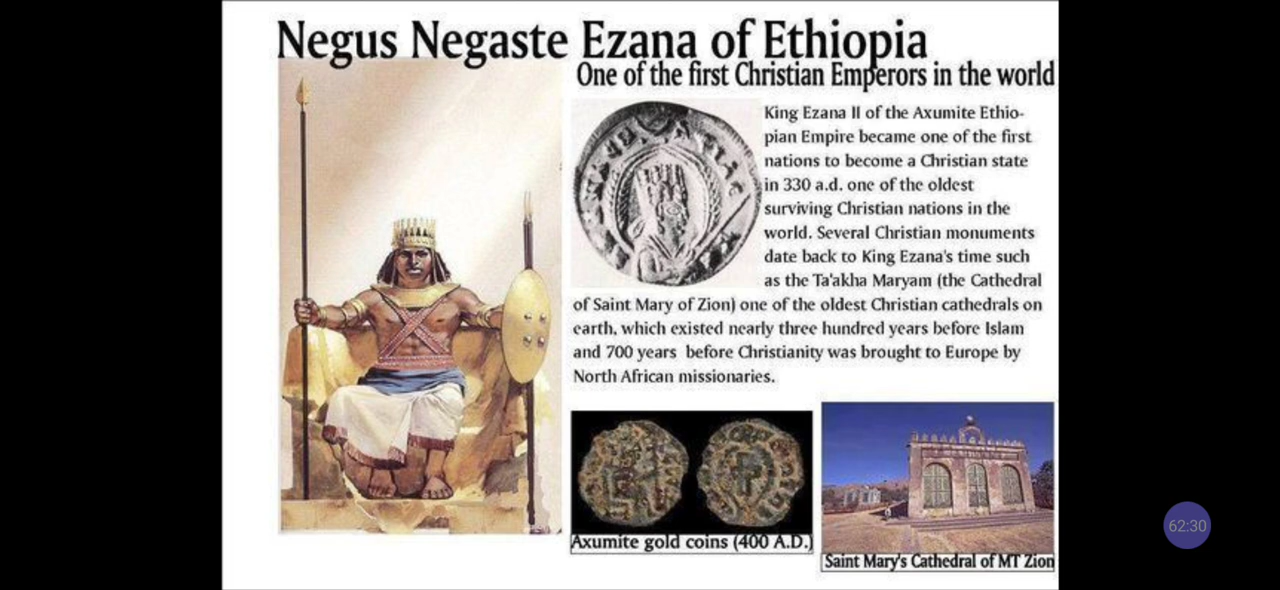 Negus Negaste Ezana of Ethiopia
One of the first Christian Emperors in the world
King Ezana II of the Axumite Ethio-
pian Empire became one of the first
nations to become a Christian state
in 330 a.d. one of the oldest
surviving Christian nations in the
world. Several Christian monuments
date back to King Ezana's time such
as the Ta'akha Maryam (the Cathedral
of Saint Mary of Zion) one of the oldest Christian cathedrals on
earth, which existed nearly three hundred years before Islam
and 700 years before Christianity was brought to Europe by
North African missionaries.
Axumite gold coins (400 A.D.)
Saint Mary's Cathedral of MT Zion
62:30